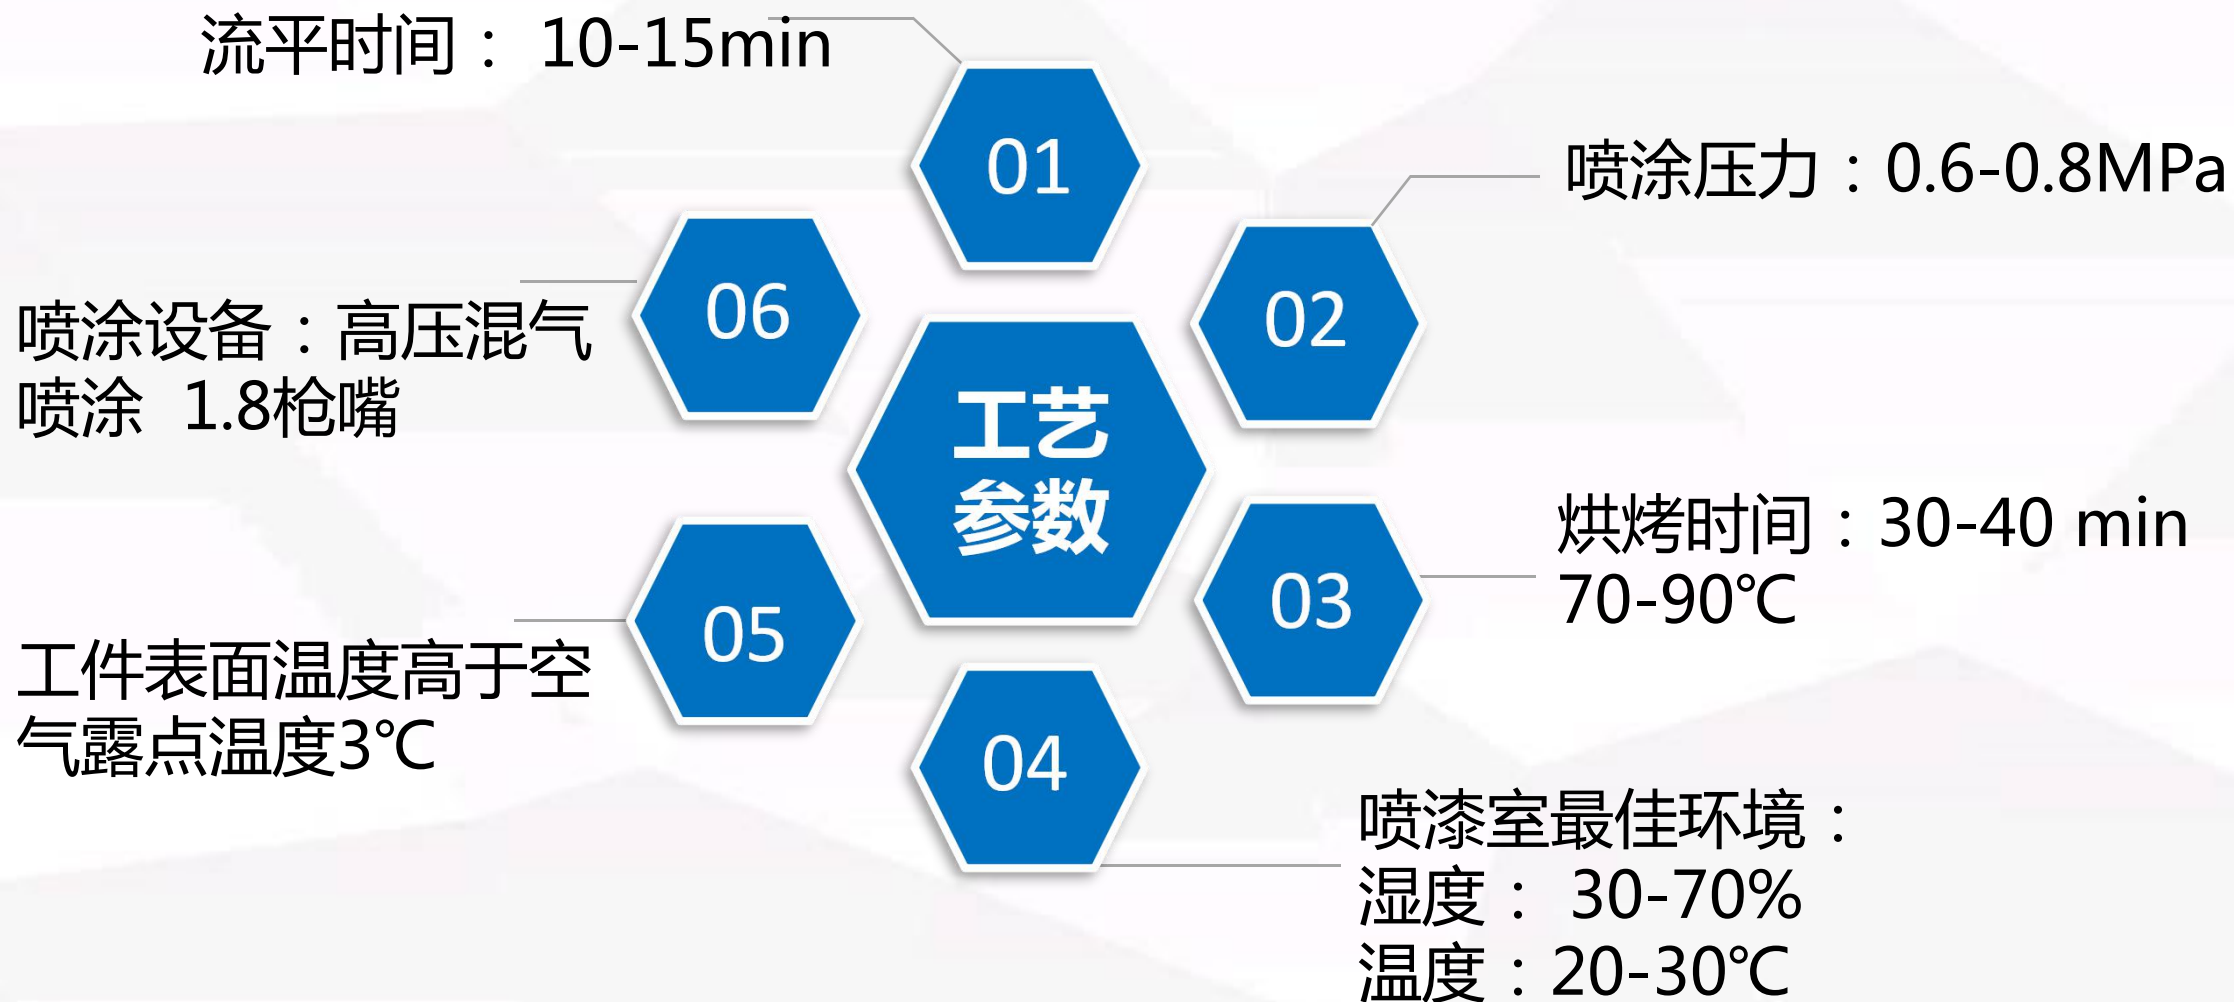 流平时间： 10-15min
01
喷涂压力：0.6-0.8MPa
02
烘烤时间：30-40 min
70-90℃
03
喷漆室最佳环境：
湿度： 30-70%
温度：20-30℃
04
工件表面温度高于空
气露点温度3℃
05
喷涂设备：高压混气
喷涂 1.8枪嘴
06
工艺
参数